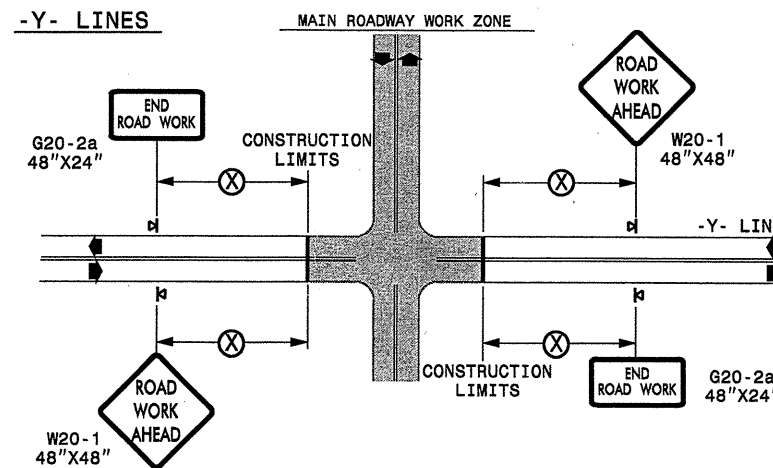 -Y- LINES
MAIN ROADWAY WORK ZONE
END
ROAD WORK
G20-2a
48"X24"
CONSTRUCTION
LIMITS
X
X
ROAD
WORK
AHEAD
W20-1
48"X48"
-Y- LIN
X
X
ROAD
WORK
AHEAD
W20-1
48"X48"
CONSTRUCTION
LIMITS
END
ROAD WORK
G20-2a
48"X24"